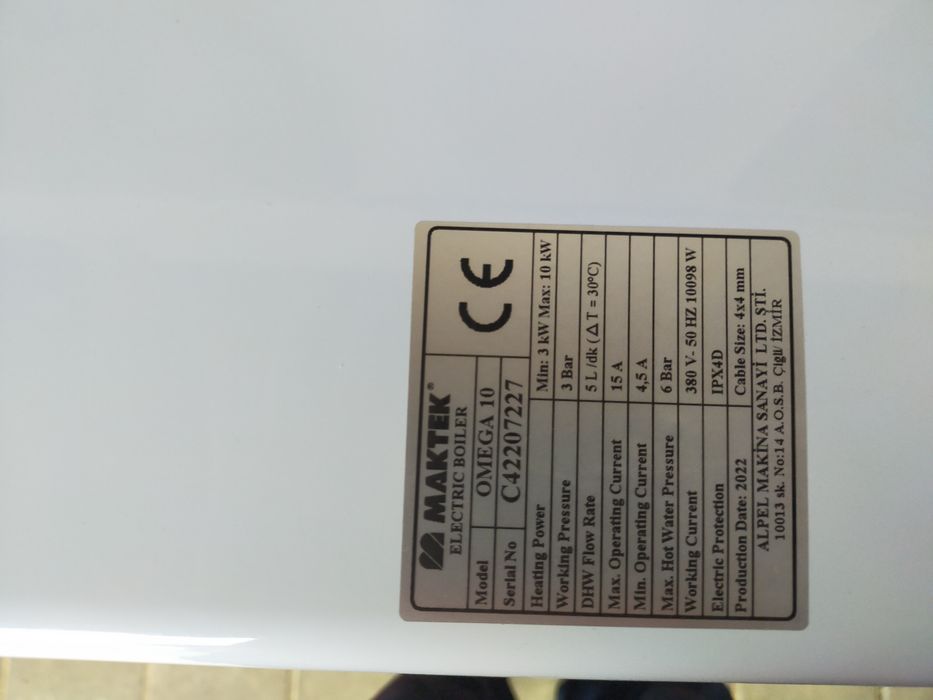 MAKTEK®
ELECTRIC BOILER
CE
Model OMEGA 10
Serial No C42207227
Heating Power Min: 3 kW Max: 10 kW
Working Pressure 3 Bar
DHW Flow Rate 5 L /dk ( Δ T = 30°C)
Max. Operating Current 15 A
Min. Operating Current 4,5 A
Max. Hot Water Pressure 6 Bar
Working Current 380 V- 50 HZ 10098 W
Electric Protection IPX4D
Production Date: 2022 Cable Size: 4x4 mm
ALPEL MAKİNA SANAYİ LTD. ŞTİ.
10013 sk. No:14 A.O.S.B. Çigli/ İZMİR